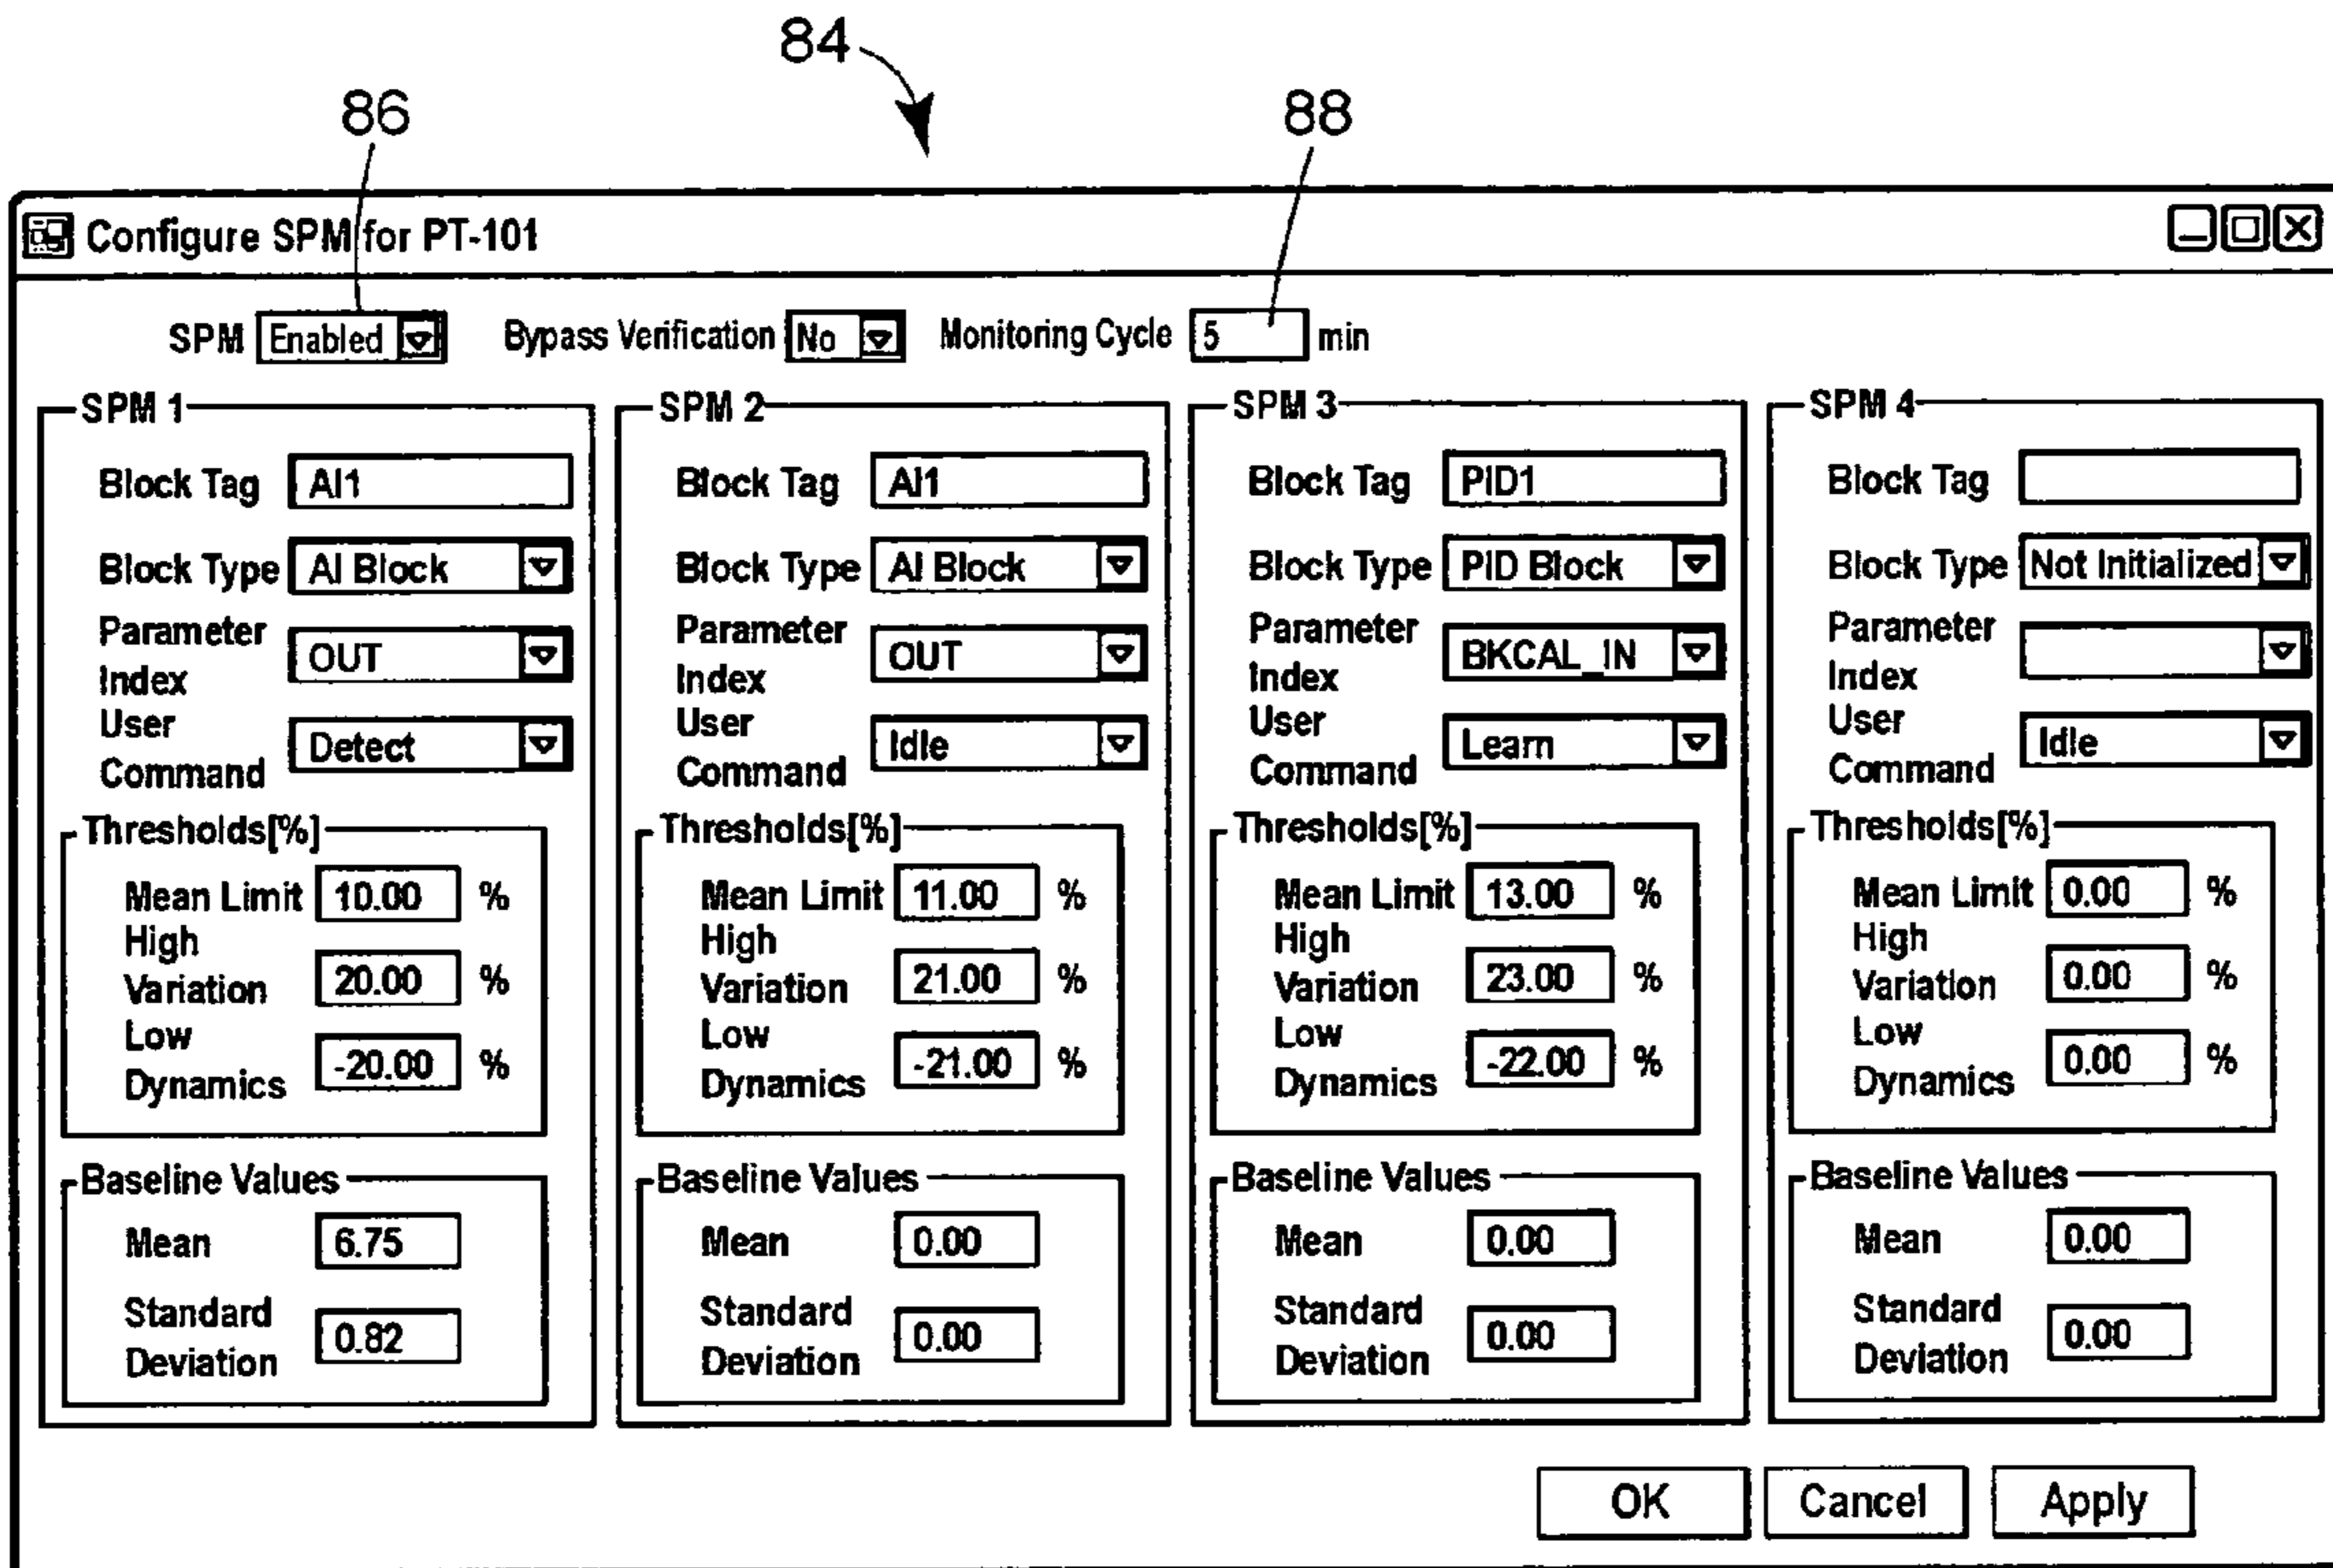 84
86
88
Configure SPM for PT-101
SPM Enabled Bypass Verification No Monitoring Cycle 5 min
SPM 1
Block Tag AI1
Block Type AI Block
Parameter Index OUT
User Command Detect
Thresholds[%]
Mean Limit 10.00 %
High Variation 20.00 %
Low Dynamics -20.00 %
Baseline Values
Mean 6.75
Standard Deviation 0.82
SPM 2
Block Tag AI1
Block Type AI Block
Parameter Index OUT
User Command Idle
Thresholds[%]
Mean Limit 11.00 %
High Variation 21.00 %
Low Dynamics -21.00 %
Baseline Values
Mean 0.00
Standard Deviation 0.00
SPM 3
Block Tag PID1
Block Type PID Block
Parameter Index BKCAL_IN
User Command Learn
Thresholds[%]
Mean Limit 13.00 %
High Variation 23.00 %
Low Dynamics -22.00 %
Baseline Values
Mean 0.00
Standard Deviation 0.00
SPM 4
Block Tag
Block Type Not Initialized
Parameter Index
User Command Idle
Thresholds[%]
Mean Limit 0.00 %
High Variation 0.00 %
Low Dynamics 0.00 %
Baseline Values
Mean 0.00
Standard Deviation 0.00
OK Cancel Apply